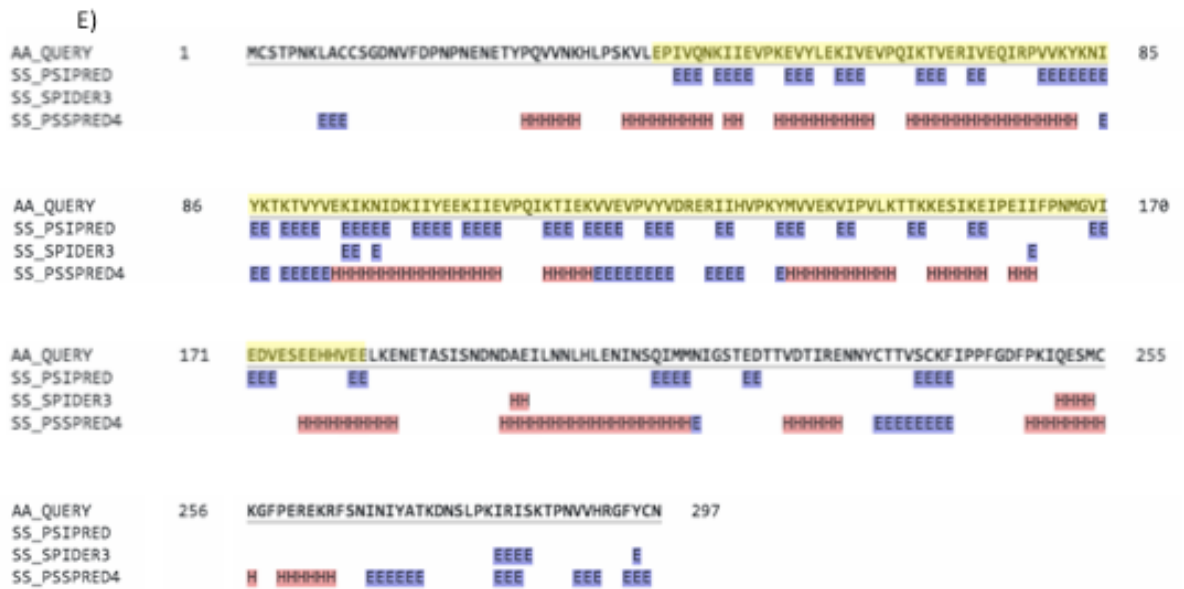 E)
AA_QUERY 1 MCSTPNKLACCSGDNVFDPNPNENETYPQVVNKHLPSKVLEPIVQNKIIEVPKEVYLEKIVEVPQIKTVERIVEQIRPVVKYKNI 85
SS_PSIPRED EEE EEEE EEE EEE EEE EE EEEEEEE
SS_SPIDER3
SS_PSSPRED4 EEE HHHHHH HHHHHHHHH HH HHHHHHHHHH HHHHHHHHHHHHHHHHH E
AA_QUERY 86 YKTKTVYVEKIKNIDKIIYEEKIIEVPQIKTIEKVVEVPVYVDRERIIHVPKYMVVEKVIPVLKTTKKESIKEIPEIIFPNMGVI 170
SS_PSIPRED EE EEEE EEEEE EEEE EEEE EEE EEEE EEE EE EEE EE EE EE EE
SS_SPIDER3 EE E E
SS_PSSPRED4 EE EEEEEHHHHHHHHHHHHHHHHH HHHHHEEEEEEEE EEEE EHHHHHHHHHHH HHHHHH HHH
AA_QUERY 171 EDVESEEHHVEELKENETASISNDNDAEILNNLHLENINSQIMMNIGSTEDTTVDTIRENNYCTTVSCKFIPPFGDFPKIQESMC 255
SS_PSIPRED EEE EE EEEE EE EEEE
SS_SPIDER3 HH HHHH
SS_PSSPRED4 HHHHHHHHHH HHHHHHHHHHHHHHHHHHHE HHHHHH EEEEEEEE HHHHHHHH
AA_QUERY 256 KGFPEREKRFSNINIYATKDNSLPKIRISKTPNVVHRGFYCN 297
SS_PSIPRED
SS_SPIDER3 EEEE E
SS_PSSPRED4 H HHHHHH EEEEEE EEE EEE EEE